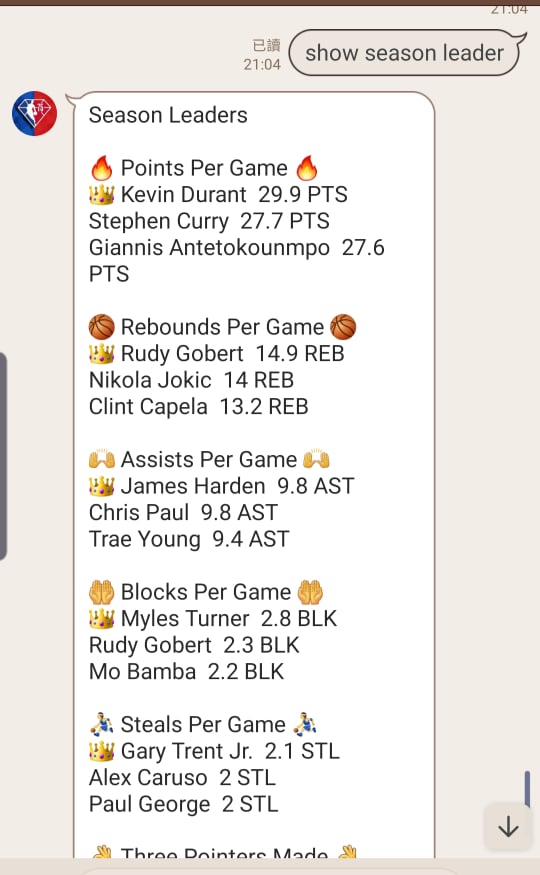 21:04
已讀
21:04
show season leader
Season Leaders
🔥 Points Per Game 🔥
👑 Kevin Durant 29.9 PTS
Stephen Curry 27.7 PTS
Giannis Antetokounmpo 27.6
PTS
🏀 Rebounds Per Game 🏀
👑 Rudy Gobert 14.9 REB
Nikola Jokic 14 REB
Clint Capela 13.2 REB
🙌 Assists Per Game 🙌
👑 James Harden 9.8 AST
Chris Paul 9.8 AST
Trae Young 9.4 AST
🤲 Blocks Per Game 🤲
👑 Myles Turner 2.8 BLK
Rudy Gobert 2.3 BLK
Mo Bamba 2.2 BLK
⛹️‍♂️ Steals Per Game ⛹️‍♂️
👑 Gary Trent Jr. 2.1 STL
Alex Caruso 2 STL
Paul George 2 STL
👌 Three Pointers Made 👌